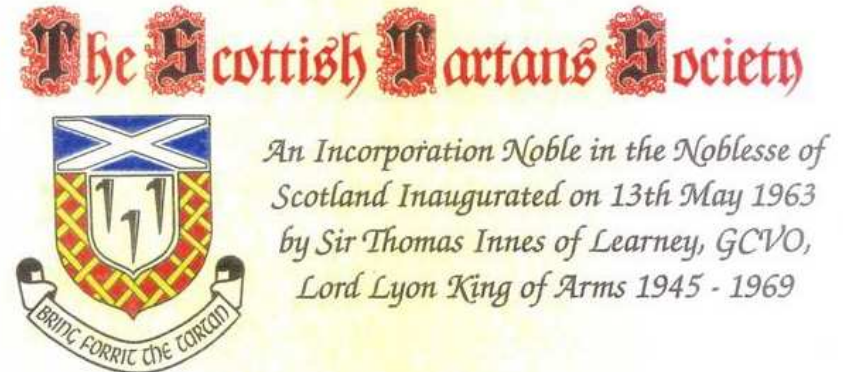 The Scottish Tartans Society
An Incorporation Noble in the Noblesse of
Scotland Inaugurated on 13th May 1963
by Sir Thomas Innes of Learney, GCVO,
Lord Lyon King of Arms 1945 - 1969
BRING FORRIT THE TARTAN